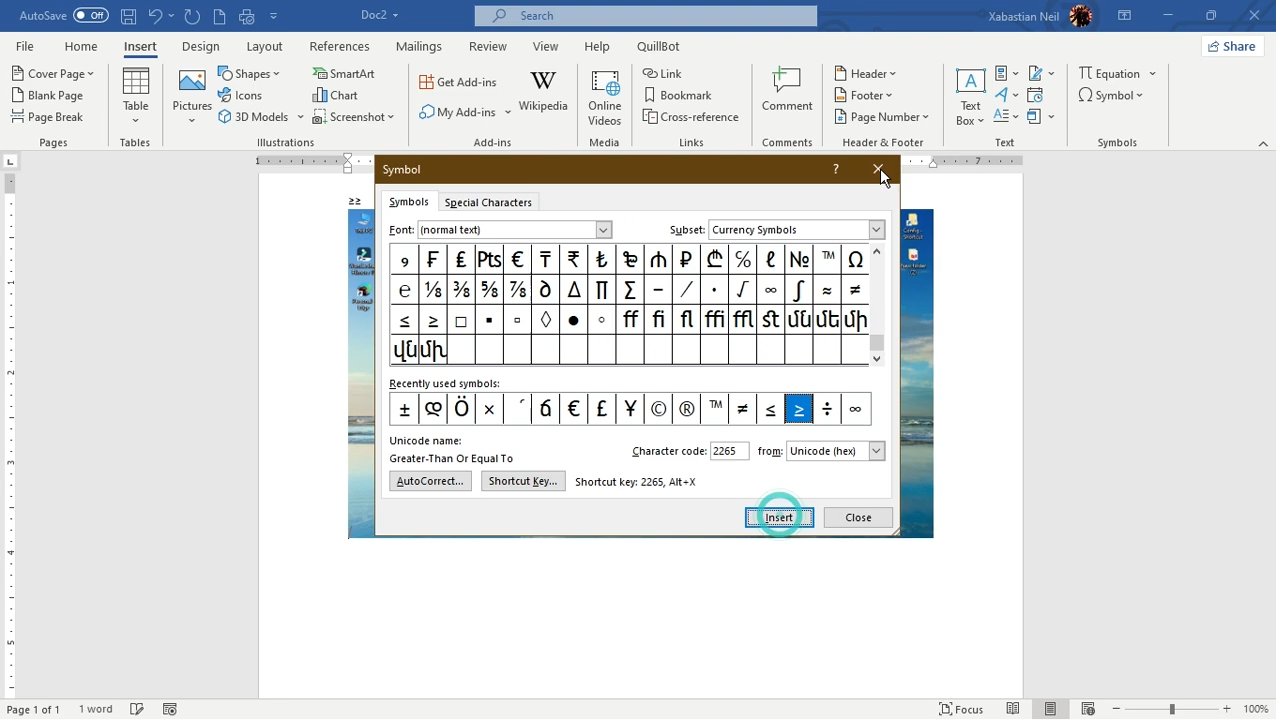 AutoSave Off Doc2 Search Xabastian Neil
File Home Insert Design Layout References Mailings Review View Help QuillBot Share
Cover Page
Blank Page
Page Break
Pages
Table
Tables
Pictures
Shapes
Icons
3D Models
SmartArt
Chart
Screenshot
Illustrations
Get Add-ins
My Add-ins
W
Wikipedia
Add-ins
Online
Videos
Media
Link
Bookmark
Cross-reference
Links
Comment
Comments
Header
Footer
Page Number
Header & Footer
A
Text
Box
Text
Equation
Symbol
Symbols
≥≥
Symbol ?
Symbols Special Characters
Font: (normal text) Subset: Currency Symbols
₣ £ Pts € ₸ ₹ ₺ ₥ ₽ ℅ ℓ № ™ Ω
℮ ⅛ ⅜ ⅝ ⅞ ∂ ∆ ∏ ∑ − ∕ ∙ √ ∞ ∫ ≈ ≠
≤ ≥ □ ▪ ▫ ◊ ● ◦ ff fi fl ffi ffl st մն մե մի
վն մխ
Recently used symbols:
± Ö × € £ ¥ © ® ™ ≠ ≤ ≥ ÷ ∞
Unicode name:
Greater-Than Or Equal To
Character code: 2265 from: Unicode (hex)
AutoCorrect... Shortcut Key... Shortcut key: 2265, Alt+X
Insert Close
Page 1 of 1 1 word Focus 100%